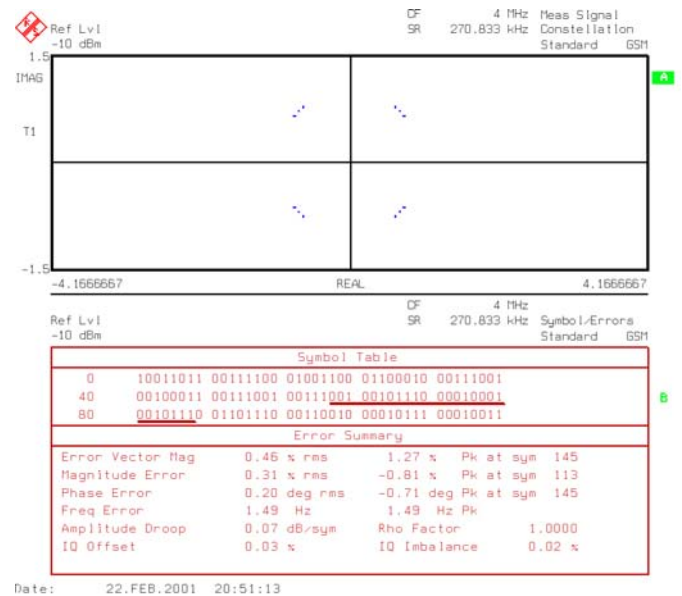 CF 4 MHz Meas Signal
Ref Lvl SR 270.833 kHz Constellation
-10 dBm Standard GSM
1.5
IMAG
A
T1
-1.5
-4.1666667 REAL 4.1666667
CF 4 MHz
Ref Lvl SR 270.833 kHz Symbol/Errors
-10 dBm Standard GSM
Symbol Table
0 10011011 00111100 01001100 01100010 00111001
40 00100011 00111001 00111001 00101110 00010001
B
80 00101110 01101110 00110010 00010111 00010011
Error Summary
Error Vector Mag 0.46 % rms 1.27 % Pk at sym 145
Magnitude Error 0.31 % rms -0.81 % Pk at sym 113
Phase Error 0.20 deg rms -0.71 deg Pk at sym 145
Freq Error 1.49 Hz 1.49 Hz Pk
Amplitude Droop 0.07 dB/sym Rho Factor 1.0000
IQ Offset 0.03 % IQ Imbalance 0.02 %
Date: 22.FEB.2001 20:51:13